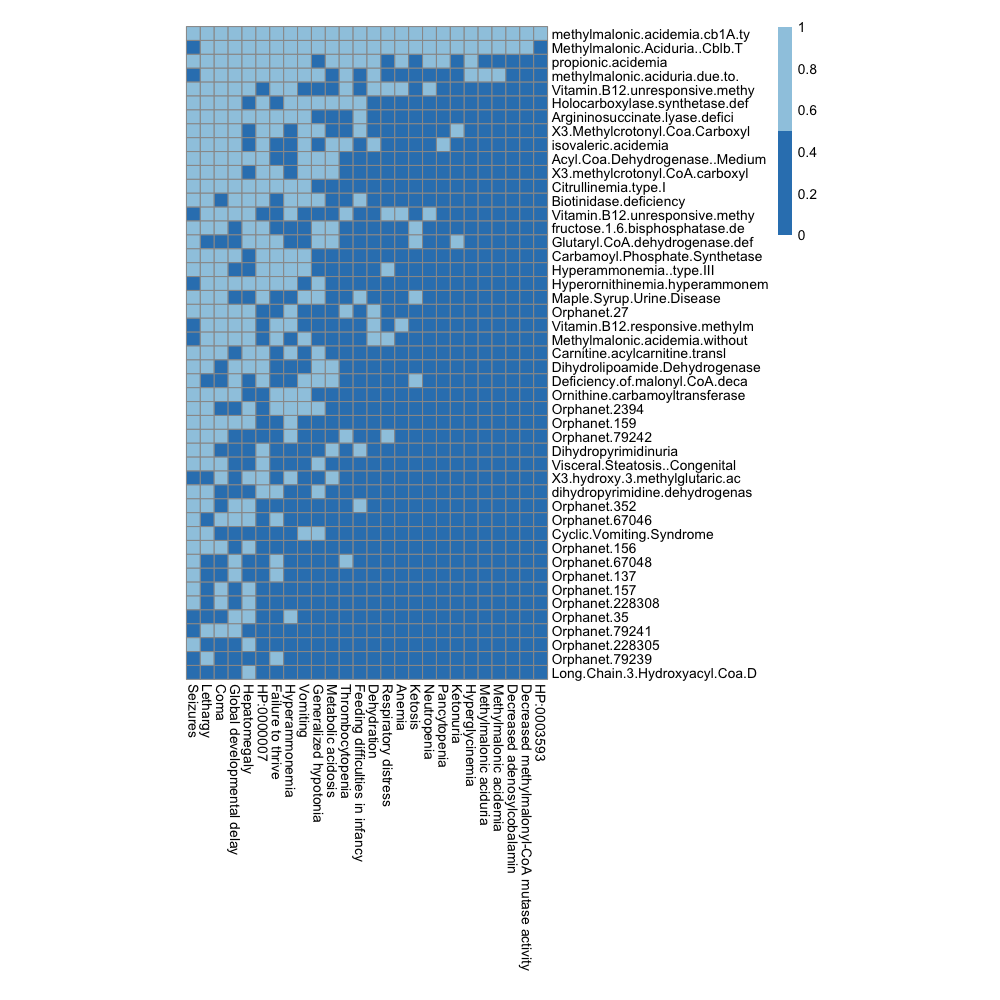 methylmalonic.acidemia.cb1A.ty
Methylmalonic.Aciduria..Cblb.T
propionic.acidemia
methylmalonic.aciduria.due.to.
Vitamin.B12.unresponsive.methy
Holocarboxylase.synthetase.def
Argininosuccinate.lyase.defici
X3.Methylcrotonyl.Coa.Carboxyl
isovaleric.acidemia
Acyl.Coa.Dehydrogenase..Medium
X3.methylcrotonyl.CoA.carboxyl
Citrullinemia.type.I
Biotinidase.deficiency
Vitamin.B12.unresponsive.methy
fructose.1.6.bisphosphatase.de
Glutaryl.CoA.dehydrogenase.def
Carbamoyl.Phosphate.Synthetase
Hyperammonemia..type.III
Hyperornithinemia.hyperammonem
Maple.Syrup.Urine.Disease
Orphanet.27
Vitamin.B12.responsive.methylm
Methylmalonic.acidemia.without
Carnitine.acylcarnitine.transl
Dihydrolipoamide.Dehydrogenase
Deficiency.of.malonyl.CoA.deca
Ornithine.carbamoyltransferase
Orphanet.2394
Orphanet.159
Orphanet.79242
Dihydropyrimidinuria
Visceral.Steatosis..Congenital
X3.hydroxy.3.methylglutaric.ac
dihydropyrimidine.dehydrogenas
Orphanet.352
Orphanet.67046
Cyclic.Vomiting.Syndrome
Orphanet.156
Orphanet.67048
Orphanet.137
Orphanet.157
Orphanet.228308
Orphanet.35
Orphanet.79241
Orphanet.228305
Orphanet.79239
Long.Chain.3.Hydroxyacyl.Coa.D
1
0.8
0.6
0.4
0.2
0
Seizures
Lethargy
Coma
Global developmental delay
Hepatomegaly
HP:0000007
Failure to thrive
Hyperammonemia
Vomiting
Generalized hypotonia
Metabolic acidosis
Thrombocytopenia
Feeding difficulties in infancy
Dehydration
Respiratory distress
Anemia
Ketosis
Neutropenia
Pancytopenia
Ketonuria
Hyperglycinemia
Methylmalonic aciduria
Methylmalonic acidemia
Decreased adenosylcobalamin
Decreased methylmalonyl-CoA mutase activity
HP:0003593